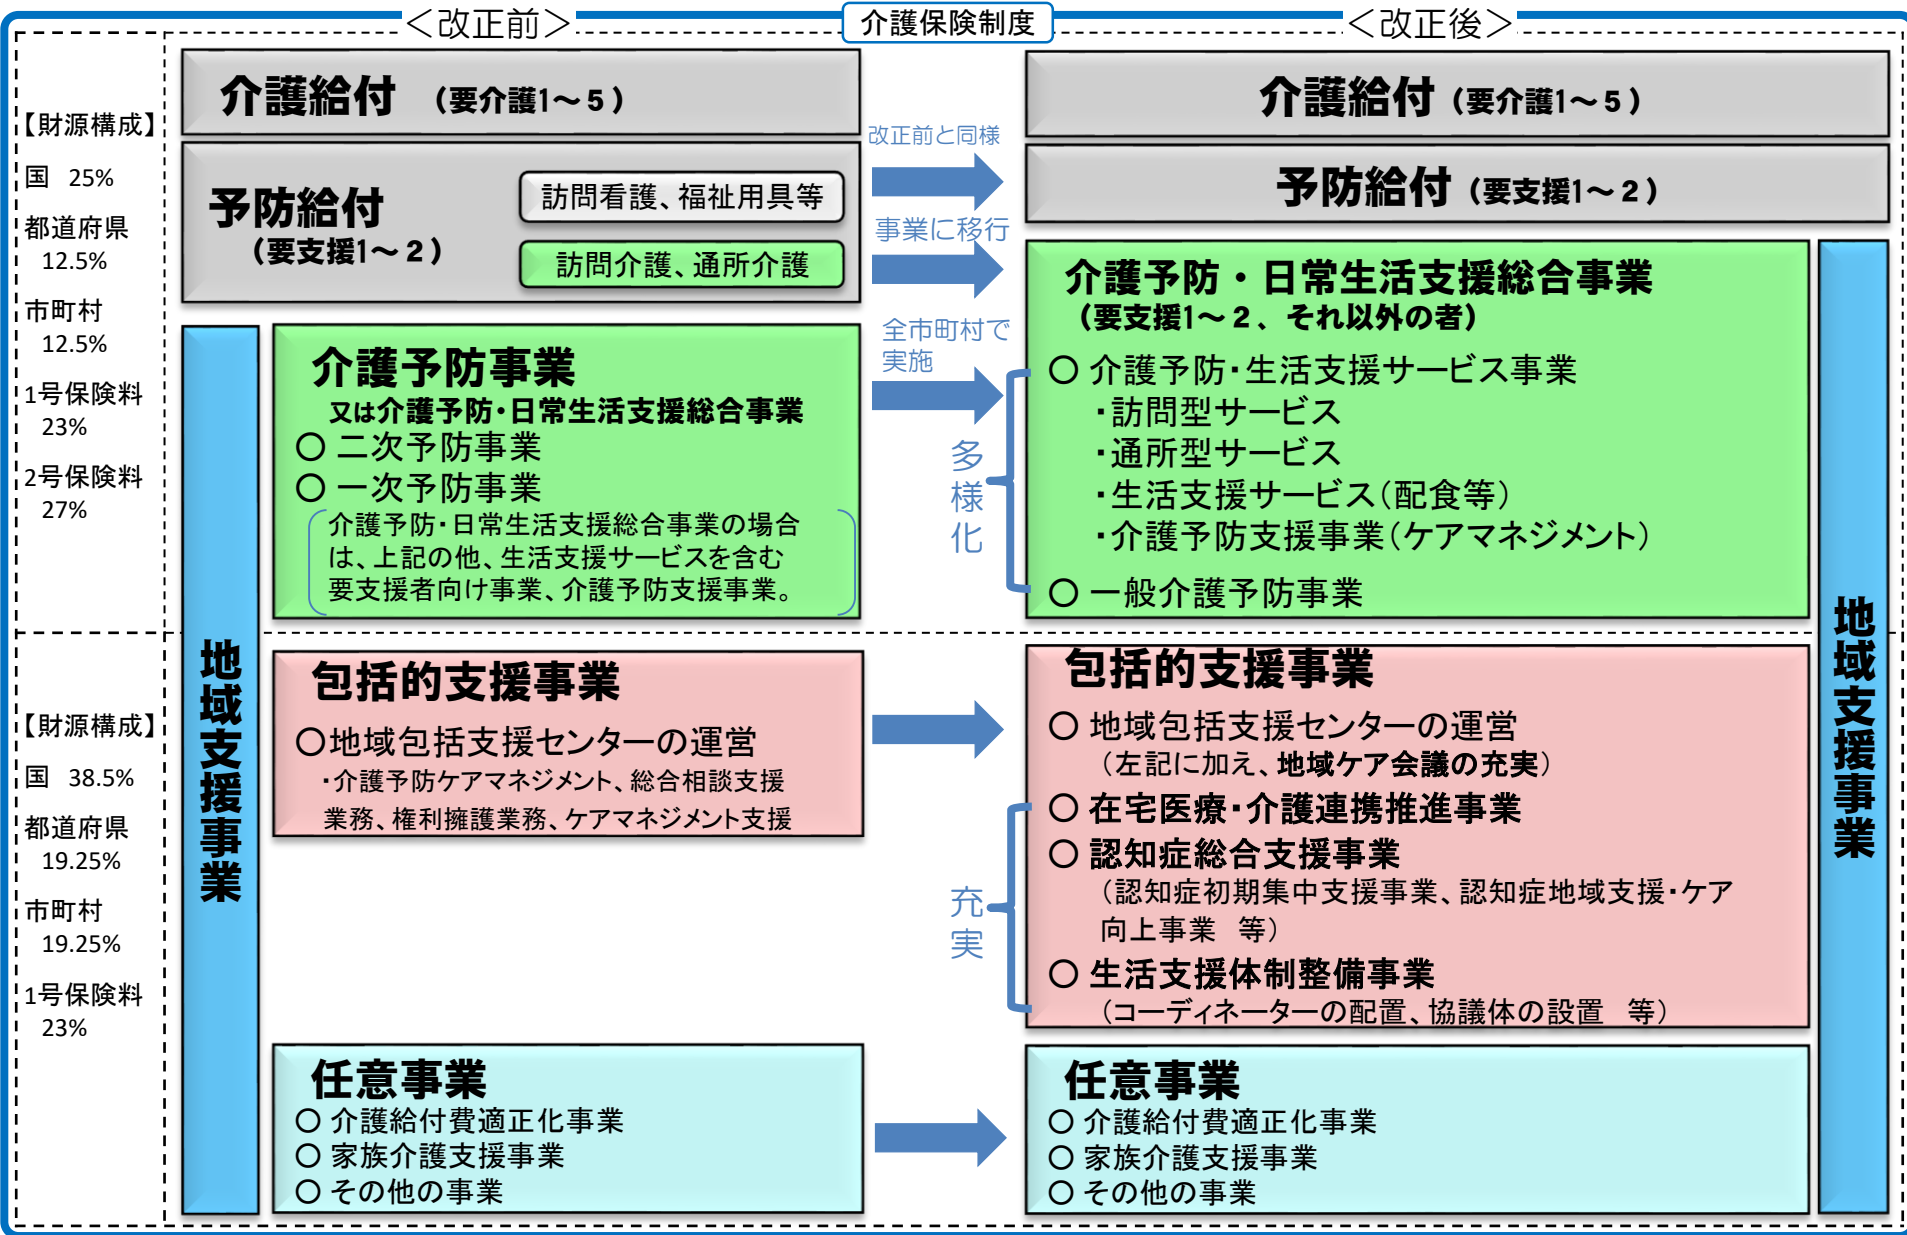 介護保険制度
＜改正前＞
＜改正後＞
【財源構成】
国 25%
都道府県
12.5%
市町村
12.5%
1号保険料
23%
2号保険料
27%
介護給付 (要介護1～5)
予防給付
(要支援1～2)
訪問看護、福祉用具等
訪問介護、通所介護
改正前と同様
事業に移行
全市町村で
実施
多様化
介護給付(要介護1～5)
予防給付(要支援1～2)
介護予防事業
又は介護予防・日常生活支援総合事業
○ 二次予防事業
○ 一次予防事業
介護予防・日常生活支援総合事業の場合
は、上記の他、生活支援サービスを含む
要支援者向け事業、介護予防支援事業。
介護予防・日常生活支援総合事業
(要支援1～2、それ以外の者)
○ 介護予防・生活支援サービス事業
・訪問型サービス
・通所型サービス
・生活支援サービス(配食等)
・介護予防支援事業(ケアマネジメント)
○ 一般介護予防事業
【財源構成】
国 38.5%
都道府県
19.25%
市町村
19.25%
1号保険料
23%
地域支援事業
包括的支援事業
○地域包括支援センターの運営
・介護予防ケアマネジメント、総合相談支援
業務、権利擁護業務、ケアマネジメント支援
充実
包括的支援事業
○ 地域包括支援センターの運営
(左記に加え、地域ケア会議の充実)
○ 在宅医療・介護連携推進事業
○ 認知症総合支援事業
(認知症初期集中支援事業、認知症地域支援・ケア
向上事業 等)
○ 生活支援体制整備事業
(コーディネーターの配置、協議体の設置 等)
地域支援事業
任意事業
○ 介護給付費適正化事業
○ 家族介護支援事業
○ その他の事業
任意事業
○ 介護給付費適正化事業
○ 家族介護支援事業
○ その他の事業